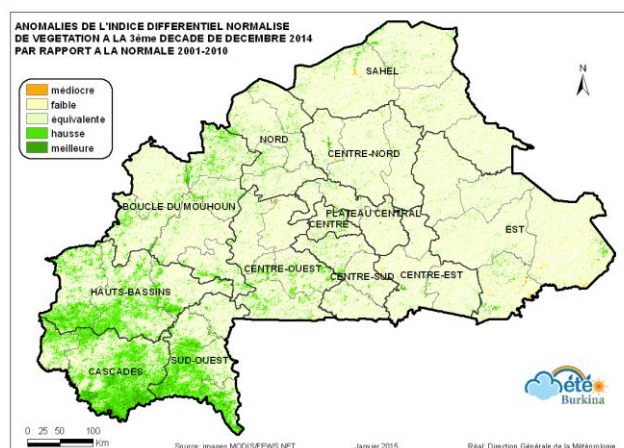 ANOMALIES DE L'INDICE DIFFERENTIEL NORMALISE
DE VEGETATION A LA 3éme DECADE DE DECEMBRE 2014
PAR RAPPORT A LA NORMALE 2001-2010
médiocre
faible
équivalente
hausse
meilleure
N
SAHEL
NORD
CENTRE-NORD
BOUCLE DU MOUHOUN
PLATEAU CENTRAL
CENTRE
EST
CENTRE-OUEST
CENTRE-SUD
CENTRE-EST
HAUTS-BASSINS
SUD-OUEST
CASCADES
été
Burkina
0 25 50 100
Km
Source: images MODIS/FEWS NET
Janvier 2015
Réal: Direction Générale de la Météorologie